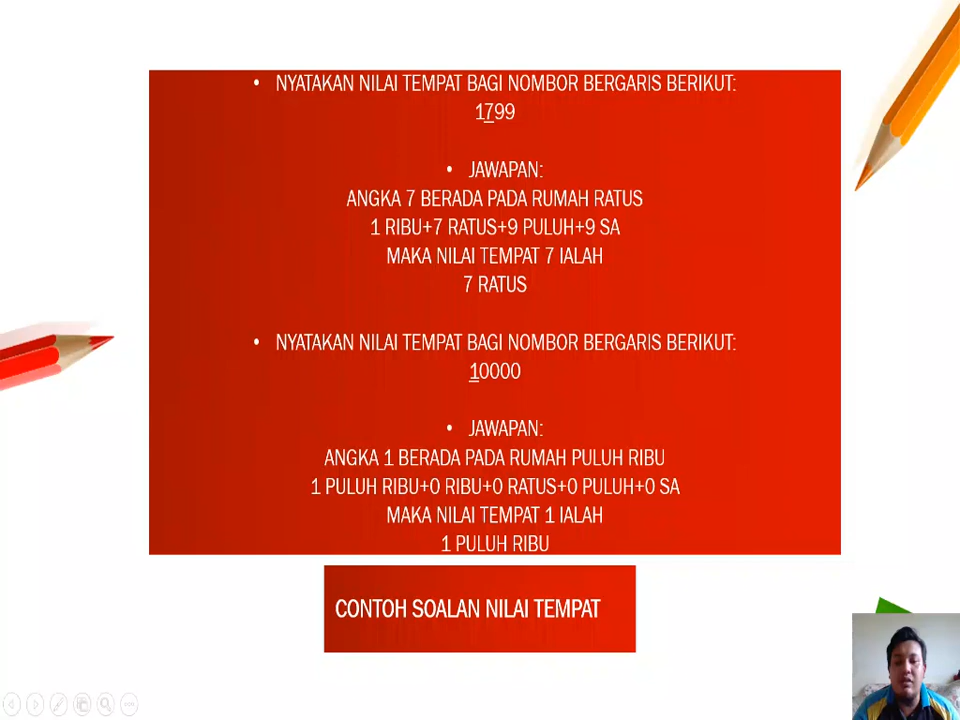 • NYATAKAN NILAI TEMPAT BAGI NOMBOR BERGARIS BERIKUT:
1799
• JAWAPAN:
ANGKA 7 BERADA PADA RUMAH RATUS
1 RIBU+7 RATUS+9 PULUH+9 SA
MAKA NILAI TEMPAT 7 IALAH
7 RATUS
• NYATAKAN NILAI TEMPAT BAGI NOMBOR BERGARIS BERIKUT:
10000
• JAWAPAN:
ANGKA 1 BERADA PADA RUMAH PULUH RIBU
1 PULUH RIBU+0 RIBU+0 RATUS+0 PULUH+0 SA
MAKA NILAI TEMPAT 1 IALAH
1 PULUH RIBU
CONTOH SOALAN NILAI TEMPAT